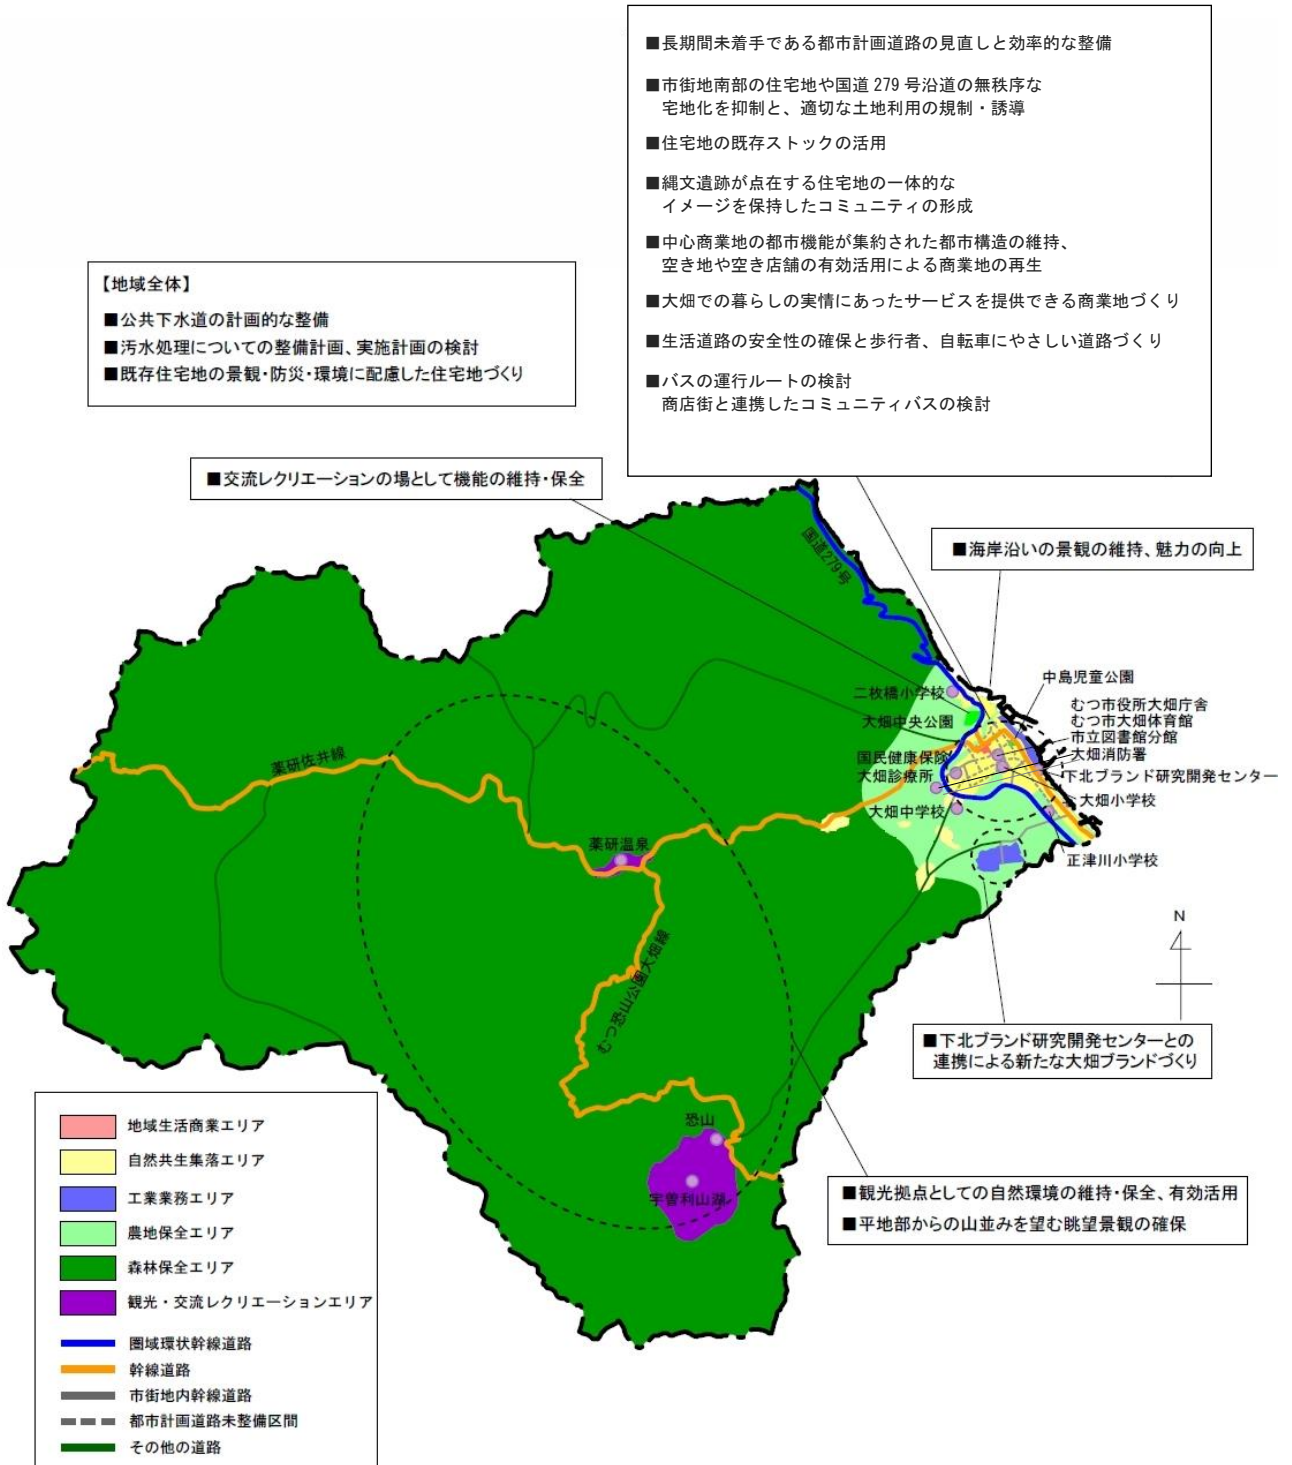 ■長期間未着手である都市計画道路の見直しと効率的な整備
■市街地南部の住宅地や国道279号沿道の無秩序な
宅地化を抑制と、適切な土地利用の規制・誘導
■住宅地の既存ストックの活用
■縄文遺跡が点在する住宅地の一体的な
イメージを保持したコミュニティの形成
■中心商業地の都市機能が集約された都市構造の維持、
空き地や空き店舗の有効活用による商業地の再生
■大畑での暮らしの実情にあったサービスを提供できる商業地づくり
■生活道路の安全性の確保と歩行者、自転車にやさしい道路づくり
■バスの運行ルートの検討
商店街と連携したコミュニティバスの検討
【地域全体】
■公共下水道の計画的な整備
■汚水処理についての整備計画、実施計画の検討
■既存住宅地の景観・防災・環境に配慮した住宅地づくり
■交流レクリエーションの場として機能の維持・保全
■海岸沿いの景観の維持、魅力の向上
国道279号
中島児童公園
二枚橋小学校
むつ市役所大畑庁舎
むつ市大畑体育館
大畑中央公園
市立図書館分館
国民健康保険
大畑診療所
大畑消防署
下北ブランド研究開発センター
大畑小学校
大畑中学校
正津川小学校
薬研佐井線
薬研温泉
むつ恐山公園大畑線
N
■下北ブランド研究開発センターとの
連携による新たな大畑ブランドづくり
恐山
宇曽利山湖
■観光拠点としての自然環境の維持・保全、有効活用
■平地部からの山並みを望む眺望景観の確保
地域生活商業エリア
自然共生集落エリア
工業業務エリア
農地保全エリア
森林保全エリア
観光・交流レクリエーションエリア
圏域環状幹線道路
幹線道路
市街地内幹線道路
都市計画道路未整備区間
その他の道路